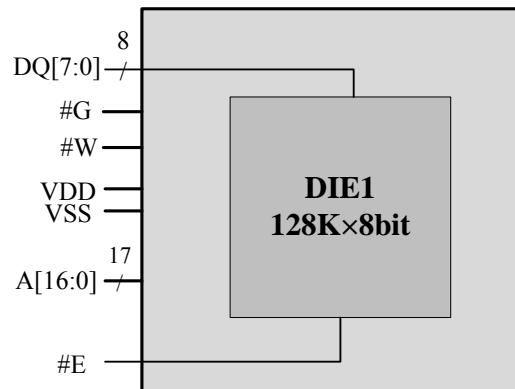 8
DQ[7:0]
#G
#W
VDD
VSS
17
A[16:0]
#E
DIE1
128K×8bit